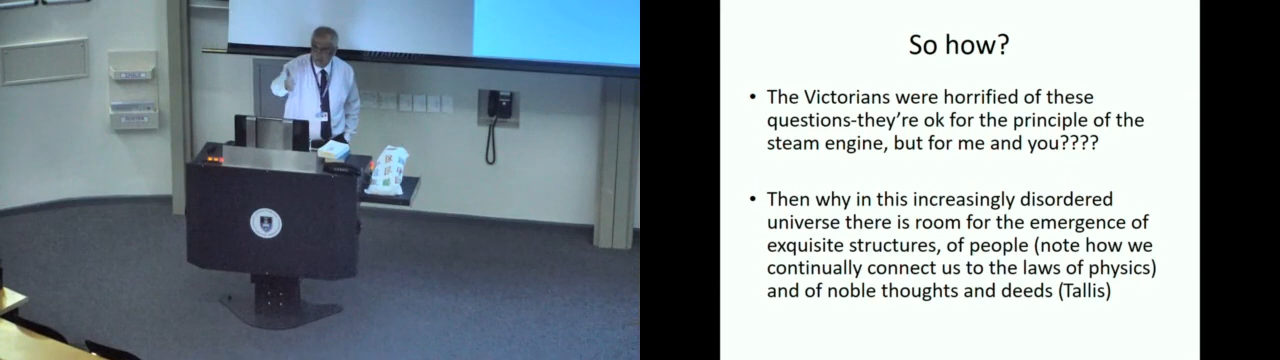 So how?
• The Victorians were horrified of these
questions-they're ok for the principle of the
steam engine, but for me and you????
• Then why in this increasingly disordered
universe there is room for the emergence of
exquisite structures, of people (note how we
continually connect us to the laws of physics)
and of noble thoughts and deeds (Tallis)